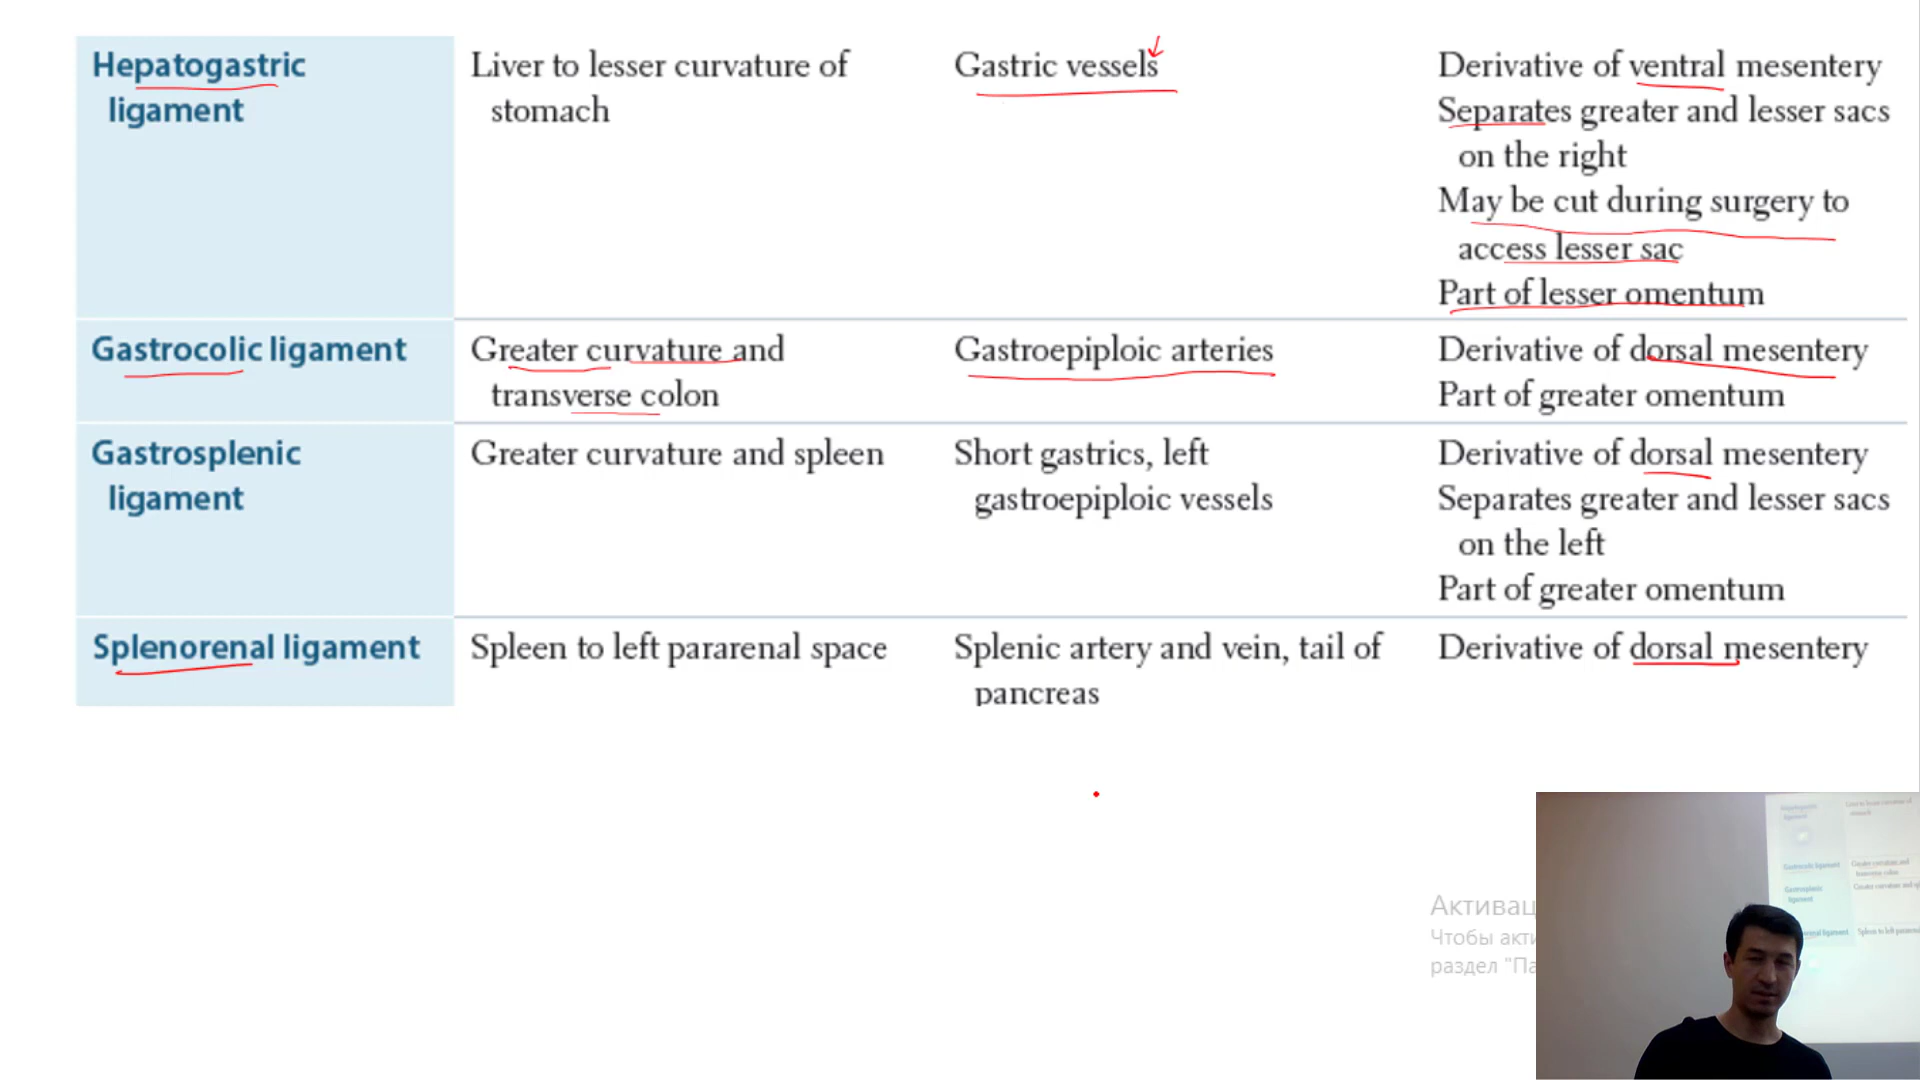 Hepatogastric
ligament
Liver to lesser curvature of
stomach
Gastric vessels
Derivative of ventral mesentery
Separates greater and lesser sacs
on the right
May be cut during surgery to
access lesser sac
Part of lesser omentum
Gastrocolic ligament
Greater curvature and
transverse colon
Gastroepiploic arteries
Derivative of dorsal mesentery
Part of greater omentum
Gastrosplenic
ligament
Greater curvature and spleen
Short gastrics, left
gastroepiploic vessels
Derivative of dorsal mesentery
Separates greater and lesser sacs
on the left
Part of greater omentum
Splenorenal ligament
Spleen to left pararenal space
Splenic artery and vein, tail of
pancreas
Derivative of dorsal mesentery
Активац
Чтобы акти
раздел "Па